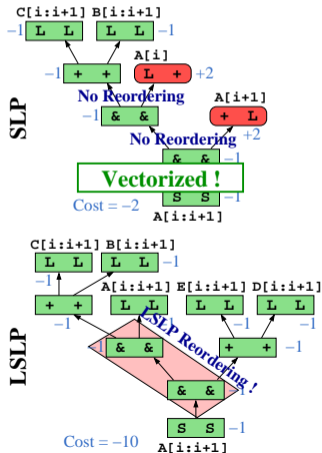 C[i:i+1] B[i:i+1]
−1 L L L L −1
A[i]
−1 + + L + +2
No Reordering
A[i+1]
−1 & & + L
+2
No Reordering
SLP
& & −1
Vectorized !
S S −1
Cost = −2
A[i:i+1]
C[i:i+1]
B[i:i+1]
L L L L −1
−1
A[i:i+1] E[i:i+1] D[i:i+1]
+ + L L L L L L
−1 −1 −1 −1
LSLP Reordering !
−1 & & + + −1
LSLP
& & −1
S S −1
Cost = −10
A[i:i+1]